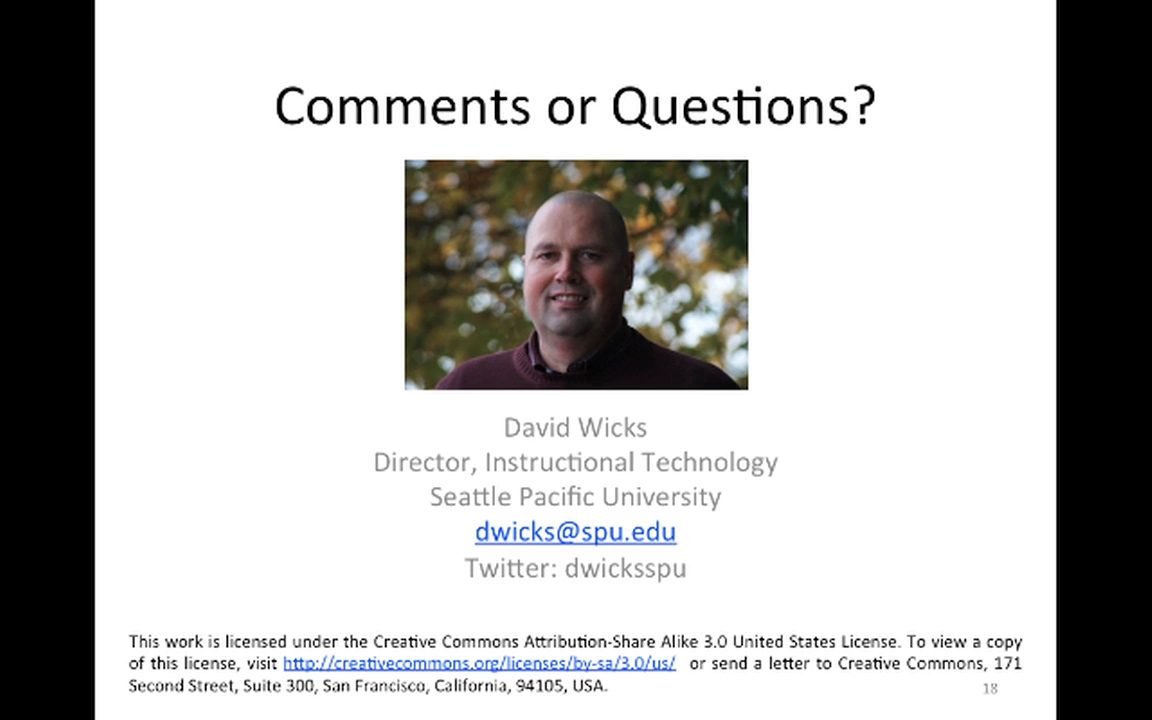 Comments or Questions?
David Wicks
Director, Instructional Technology
Seattle Pacific University
dwicks@spu.edu
Twitter: dwicksspu
This work is licensed under the Creative Commons Attribution-Share Alike 3.0 United States License. To view a copy
of this license, visit http://creativecommons.org/licenses/by-sa/3.0/us/ or send a letter to Creative Commons, 171
Second Street, Suite 300, San Francisco, California, 94105, USA.
18